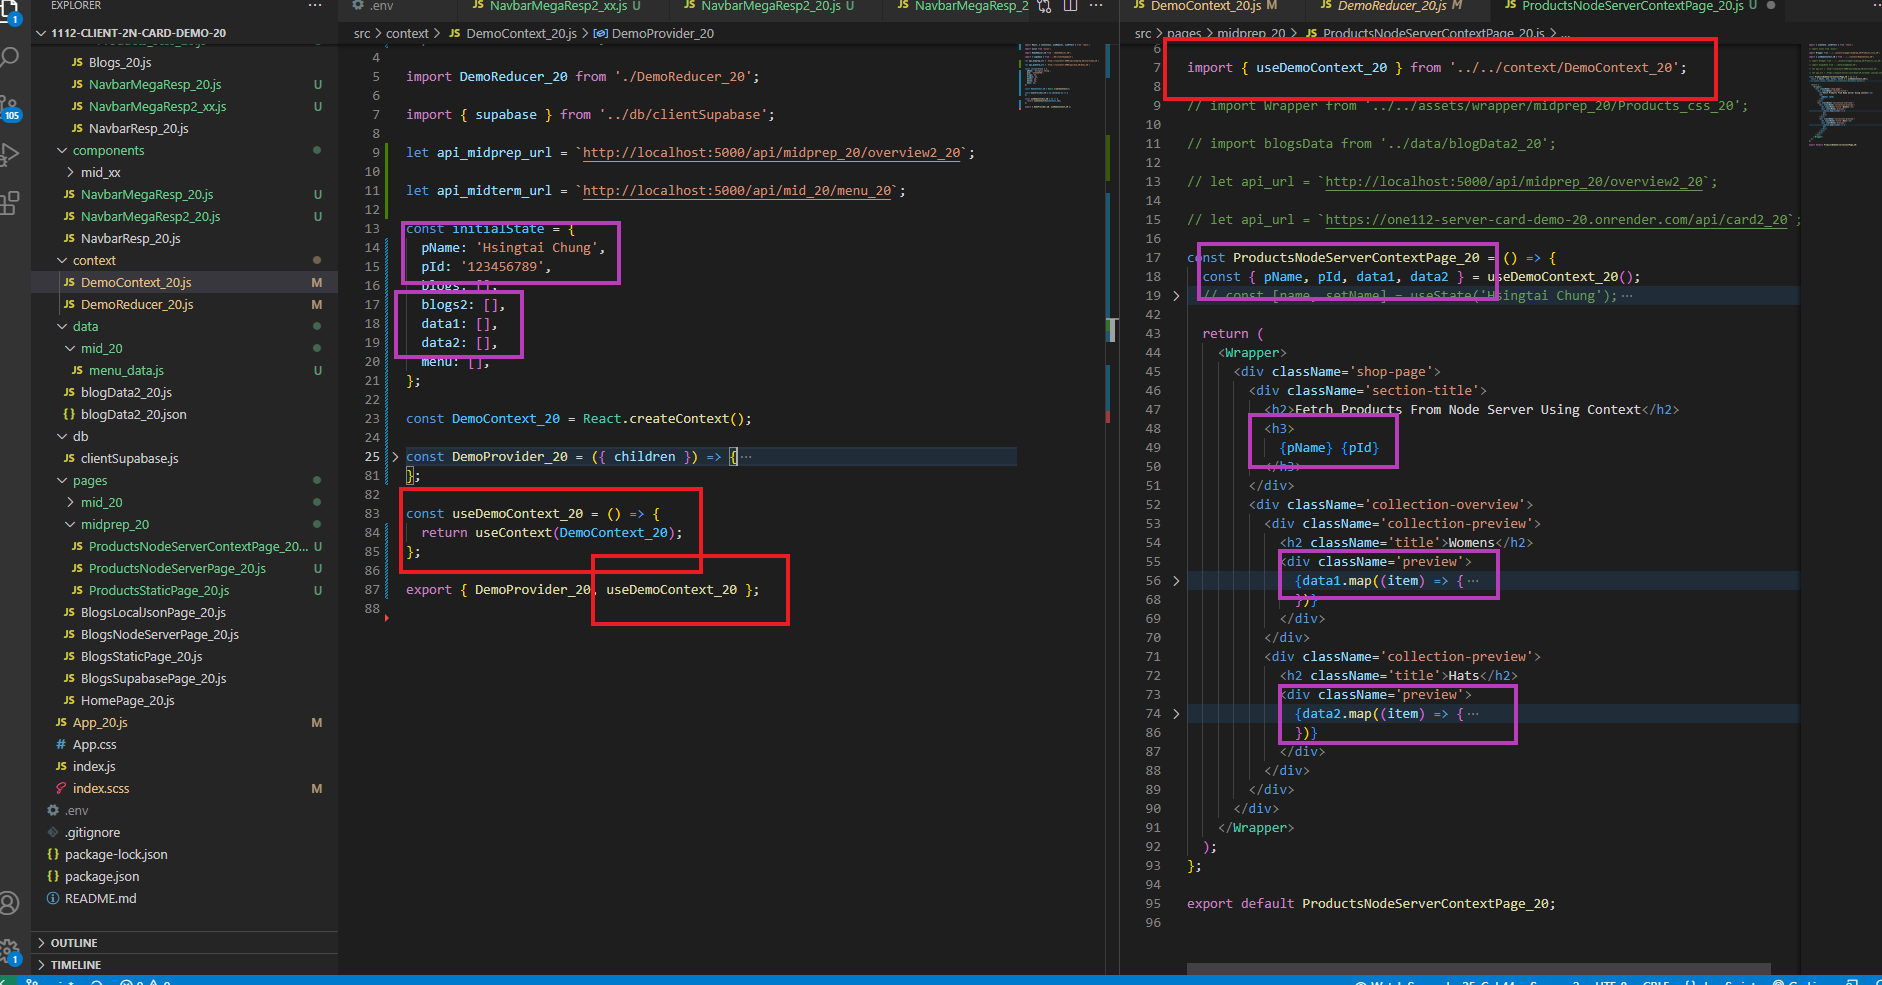 EXPLORER
1112-CLIENT-2N-CARD-DEMO-20
JS Blogs_20.js
JS NavbarMegaResp_20.js U
JS NavbarMegaResp2_xx.js U
JS NavbarResp_20.js
components
mid_xx
JS NavbarMegaResp_20.js U
JS NavbarMegaResp2_20.js U
JS NavbarResp_20.js
context
JS DemoContext_20.js M
JS DemoReducer_20.js M
data
mid_20
JS menu_data.js U
JS blogData2_20.js
{} blogData2_20.json
db
JS clientSupabase.js
pages
mid_20
midprep_20
JS ProductsNodeServerContextPage_20... U
JS ProductsNodeServerPage_20.js U
JS ProductsStaticPage_20.js U
JS BlogsLocalJsonPage_20.js
JS BlogsNodeServerPage_20.js
JS BlogsStaticPage_20.js
JS BlogsSupabasePage_20.js
JS HomePage_20.js
JS App_20.js M
# App.css
JS index.js
index.scss M
.env
.gitignore
{} package-lock.json
{} package.json
README.md
OUTLINE
TIMELINE
1
105
1
.env
JS NavbarMegaResp2_xx.js U
JS NavbarMegaResp2_20.js U
JS NavbarMegaResp_2
src > context > JS DemoContext_20.js > DemoProvider_20
4
5 import DemoReducer_20 from './DemoReducer_20';
6
7 import { supabase } from '../db/clientSupabase';
8
9 let api_midprep_url = `http://localhost:5000/api/midprep_20/overview2_20`;
10
11 let api_midterm_url = `http://localhost:5000/api/mid_20/menu_20`;
12
13 const initialState = {
14 pName: 'Hsingtai Chung',
15 pId: '123456789',
16 blogs: [],
17 blogs2: [],
18 data1: [],
19 data2: [],
20 menu: [],
21 };
22
23 const DemoContext_20 = React.createContext();
24
25 const DemoProvider_20 = ({ children }) => {···
81 };
82
83 const useDemoContext_20 = () => {
84 return useContext(DemoContext_20);
85 };
86
87 export { DemoProvider_20, useDemoContext_20 };
88
JS DemoContext_20.js M
JS DemoReducer_20.js M
JS ProductsNodeServerContextPage_20.js U
src > pages > midprep_20 > JS ProductsNodeServerContextPage_20.js > ...
6
7 import { useDemoContext_20 } from '../../context/DemoContext_20';
8
9 // import Wrapper from '../../assets/wrapper/midprep_20/Products_css_20';
10
11 // import blogsData from '../data/blogData2_20';
12
13 // let api_url = `http://localhost:5000/api/midprep_20/overview2_20`;
14
15 // let api_url = `https://one112-server-card-demo-20.onrender.com/api/card2_20`;
16
17 const ProductsNodeServerContextPage_20 = () => {
18 const { pName, pId, data1, data2 } = useDemoContext_20();
19 // const [name, setName] = useState('Hsingtai Chung');···
42
43 return (
44 <Wrapper>
45 <div className='shop-page'>
46 <div className='section-title'>
47 <h2>Fetch Products From Node Server Using Context</h2>
48 <h3>
49 {pName} {pId}
50 </h3>
51 </div>
52 <div className='collection-overview'>
53 <div className='collection-preview'>
54 <h2 className='title'>Womens</h2>
55 <div className='preview'>
56 {data1.map((item) => {···
68 })}
69 </div>
70 </div>
71 <div className='collection-preview'>
72 <h2 className='title'>Hats</h2>
73 <div className='preview'>
74 {data2.map((item) => {···
86 })}
87 </div>
88 </div>
89 </div>
90 </div>
91 </Wrapper>
92 );
93 };
94
95 export default ProductsNodeServerContextPage_20;
96